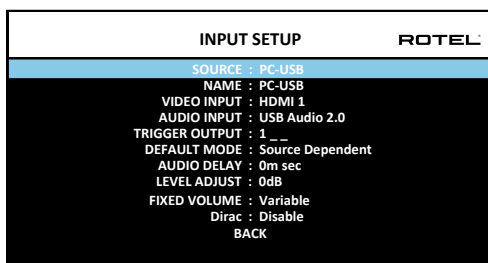 INPUT SETUP ROTEL
SOURCE : PC-USB
NAME : PC-USB
VIDEO INPUT : HDMI 1
AUDIO INPUT : USB Audio 2.0
TRIGGER OUTPUT : 1 _ _
DEFAULT MODE : Source Dependent
AUDIO DELAY : 0m sec
LEVEL ADJUST : 0dB
FIXED VOLUME : Variable
Dirac : Disable
BACK